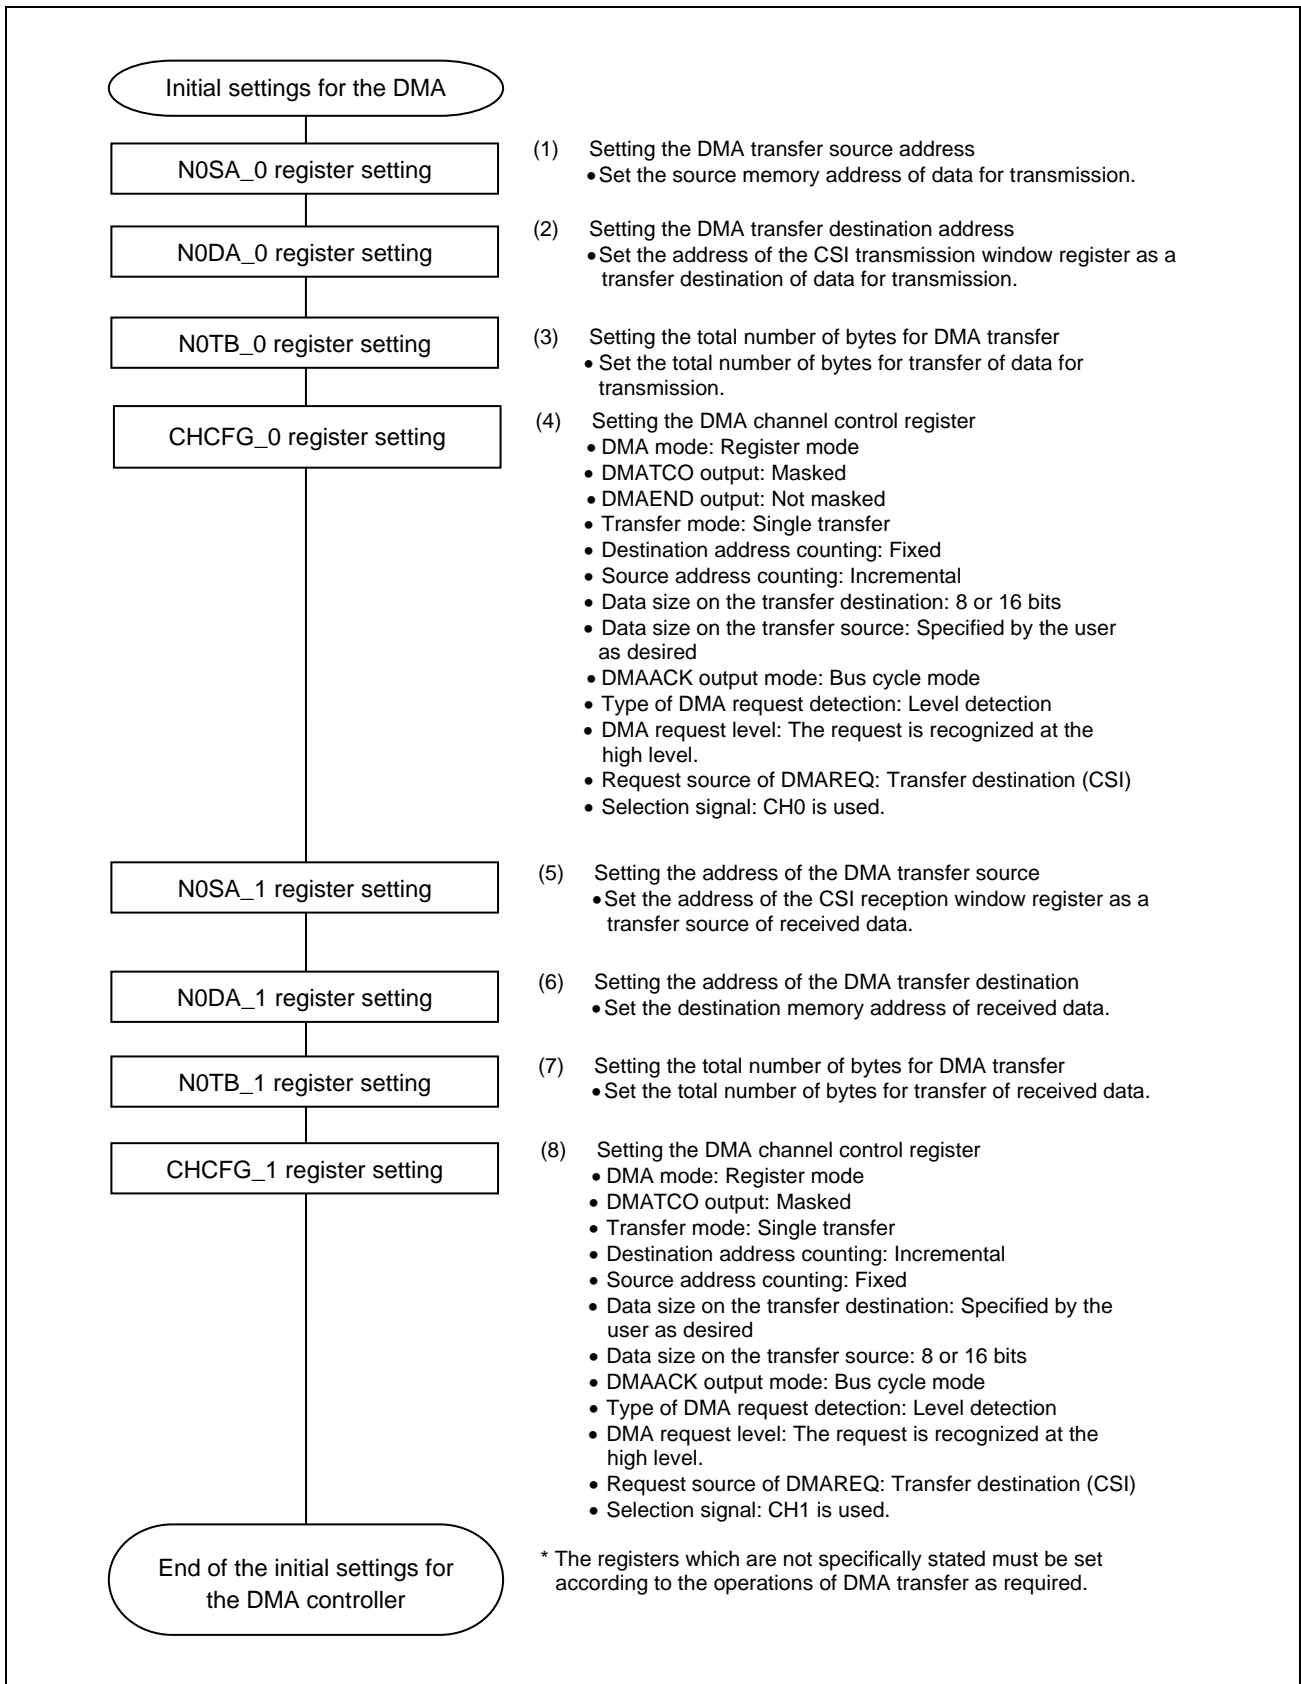 Initial settings for the DMA
N0SA_0 register setting
(1) Setting the DMA transfer source address
• Set the source memory address of data for transmission.
N0DA_0 register setting
(2) Setting the DMA transfer destination address
• Set the address of the CSI transmission window register as a
transfer destination of data for transmission.
N0TB_0 register setting
(3) Setting the total number of bytes for DMA transfer
• Set the total number of bytes for transfer of data for
transmission.
CHCFG_0 register setting
(4) Setting the DMA channel control register
• DMA mode: Register mode
• DMATCO output: Masked
• DMAEND output: Not masked
• Transfer mode: Single transfer
• Destination address counting: Fixed
• Source address counting: Incremental
• Data size on the transfer destination: 8 or 16 bits
• Data size on the transfer source: Specified by the user
as desired
• DMAACK output mode: Bus cycle mode
• Type of DMA request detection: Level detection
• DMA request level: The request is recognized at the
high level.
• Request source of DMAREQ: Transfer destination (CSI)
• Selection signal: CH0 is used.
N0SA_1 register setting
(5) Setting the address of the DMA transfer source
• Set the address of the CSI reception window register as a
transfer source of received data.
N0DA_1 register setting
(6) Setting the address of the DMA transfer destination
• Set the destination memory address of received data.
N0TB_1 register setting
(7) Setting the total number of bytes for DMA transfer
• Set the total number of bytes for transfer of received data.
CHCFG_1 register setting
(8) Setting the DMA channel control register
• DMA mode: Register mode
• DMATCO output: Masked
• Transfer mode: Single transfer
• Destination address counting: Incremental
• Source address counting: Fixed
• Data size on the transfer destination: Specified by the
user as desired
• Data size on the transfer source: 8 or 16 bits
• DMAACK output mode: Bus cycle mode
• Type of DMA request detection: Level detection
• DMA request level: The request is recognized at the
high level.
• Request source of DMAREQ: Transfer destination (CSI)
• Selection signal: CH1 is used.
End of the initial settings for
the DMA controller
* The registers which are not specifically stated must be set
according to the operations of DMA transfer as required.